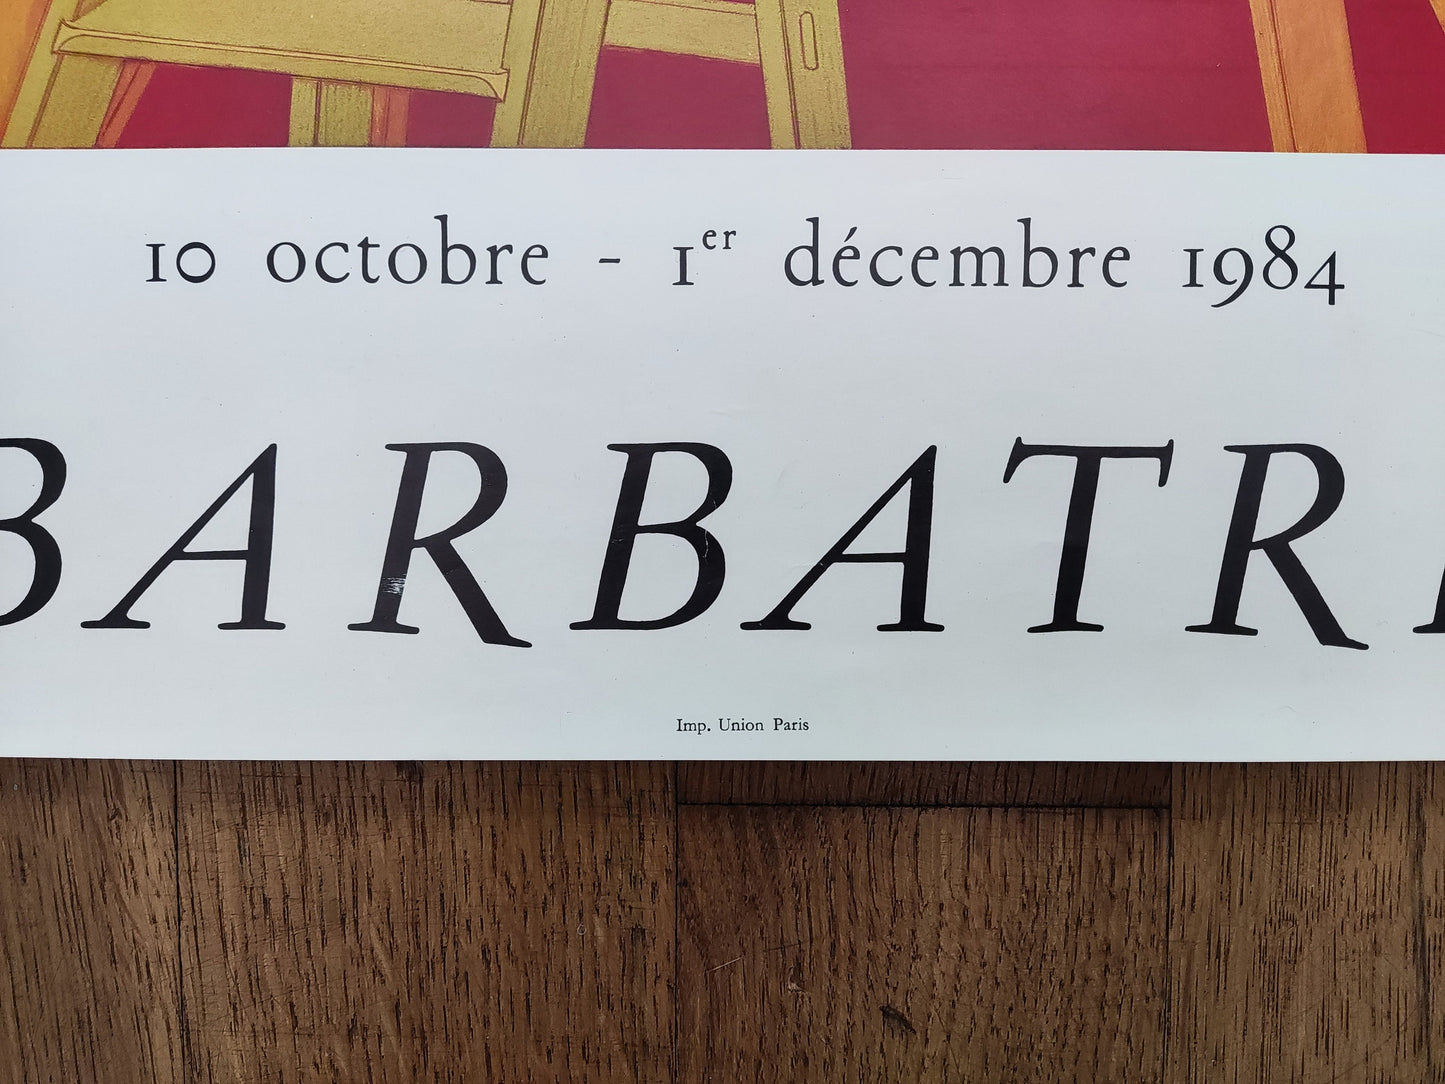 10 octobre - 1er décembre 1984
BARBATR
Imp. Union Paris